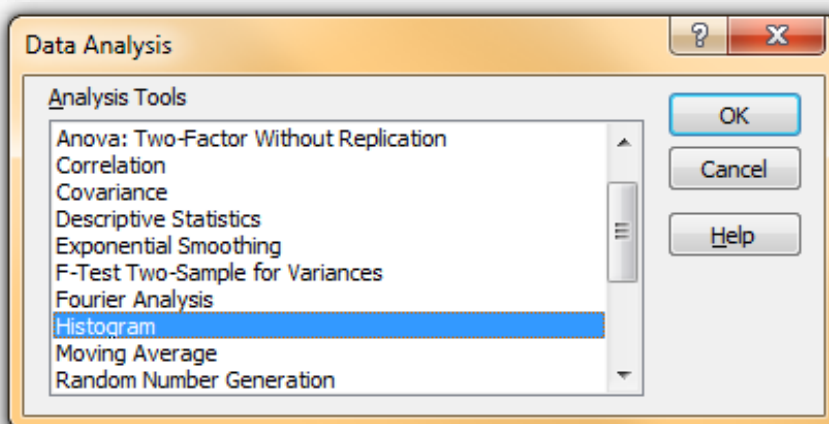 Data Analysis
Analysis Tools
Anova: Two-Factor Without Replication
Correlation
Covariance
Descriptive Statistics
Exponential Smoothing
F-Test Two-Sample for Variances
Fourier Analysis
Histogram
Moving Average
Random Number Generation
OK
Cancel
Help